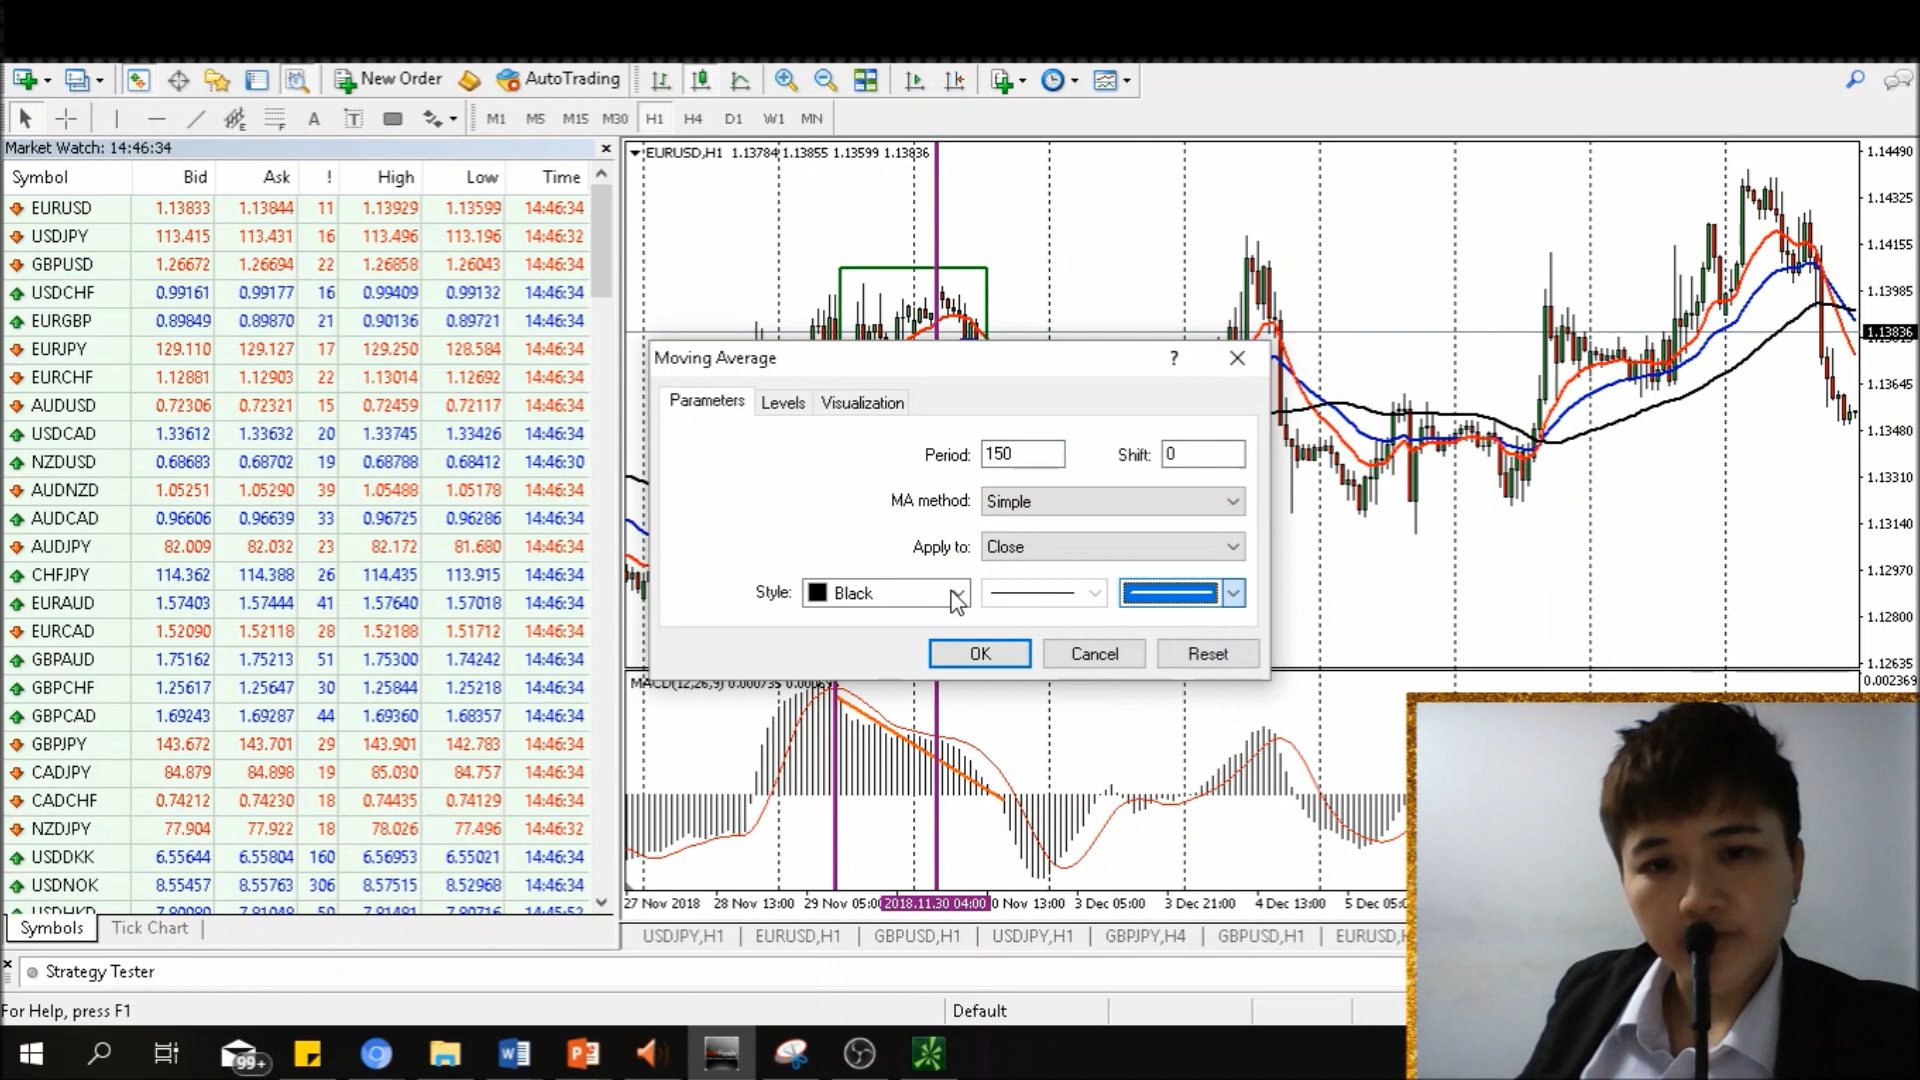 New Order
AutoTrading
A
T
M1 M5 M15 M30 H1 H4 D1 W1 MN
Market Watch: 14:46:34
Symbol Bid Ask ! High Low Time
EURUSD 1.13833 1.13844 11 1.13929 1.13599 14:46:34
USDJPY 113.415 113.431 16 113.496 113.196 14:46:32
GBPUSD 1.26672 1.26694 22 1.26858 1.26043 14:46:34
USDCHF 0.99161 0.99177 16 0.99409 0.99132 14:46:34
EURGBP 0.89849 0.89870 21 0.90136 0.89721 14:46:34
EURJPY 129.110 129.127 17 129.250 128.584 14:46:34
EURCHF 1.12881 1.12903 22 1.13014 1.12692 14:46:34
AUDUSD 0.72306 0.72321 15 0.72459 0.72117 14:46:34
USDCAD 1.33612 1.33632 20 1.33745 1.33426 14:46:34
NZDUSD 0.68683 0.68702 19 0.68788 0.68412 14:46:30
AUDNZD 1.05251 1.05290 39 1.05488 1.05178 14:46:34
AUDCAD 0.96606 0.96639 33 0.96725 0.96286 14:46:34
AUDJPY 82.009 82.032 23 82.172 81.680 14:46:34
CHFJPY 114.362 114.388 26 114.435 113.915 14:46:34
EURAUD 1.57403 1.57444 41 1.57640 1.57018 14:46:34
EURCAD 1.52090 1.52118 28 1.52188 1.51712 14:46:34
GBPAUD 1.75162 1.75213 51 1.75300 1.74242 14:46:34
GBPCHF 1.25617 1.25647 30 1.25844 1.25218 14:46:34
GBPCAD 1.69243 1.69287 44 1.69360 1.68357 14:46:34
GBPJPY 143.672 143.701 29 143.901 142.783 14:46:34
CADJPY 84.879 84.898 19 85.030 84.757 14:46:34
CADCHF 0.74212 0.74230 18 0.74435 0.74129 14:46:34
NZDJPY 77.904 77.922 18 78.026 77.496 14:46:32
USDDKK 6.55644 6.55804 160 6.56953 6.55021 14:46:34
USDNOK 8.55457 8.55763 306 8.57515 8.52968 14:46:34
Symbols
Tick Chart
EURUSD,H1 1.13784 1.13855 1.13599 1.13836
1.14490
1.14325
1.14155
1.13985
1.13836
1.13645
1.13480
1.13310
1.13140
1.12970
1.12800
1.12635
0.002369
Moving Average
?
Parameters Levels Visualization
Period: 150 Shift: 0
MA method: Simple
Apply to: Close
Style: Black
OK Cancel Reset
MACD(12,26,9) 0.000735
27 Nov 2018 28 Nov 13:00 29 Nov 05:00 2018.11.30 04:00 0 Nov 13:00 3 Dec 05:00 3 Dec 21:00 4 Dec 13:00 5 Dec 05:
USDJPY,H1 EURUSD,H1 GBPUSD,H1 USDJPY,H1 GBPJPY,H4 GBPUSD,H1 EURUSD,
Strategy Tester
For Help, press F1
Default
99+